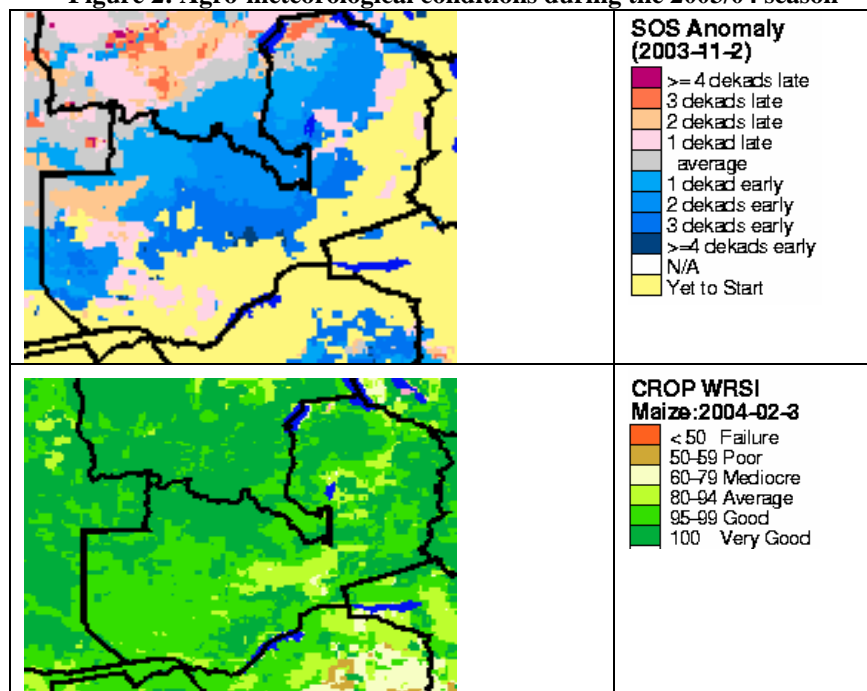 Figure 2: Agro-meteorological conditions during the 2003/04 season
SOS Anomaly
(2003-11-2)
>= 4 dekads late
3 dekads late
2 dekads late
1 dekad late
average
1 dekad early
2 dekads early
3 dekads early
>=4 dekads early
N/A
Yet to Start
CROP WRSI
Maize:2004-02-3
< 50 Failure
50-59 Poor
60-79 Mediocre
80-94 Average
95-99 Good
100 Very Good